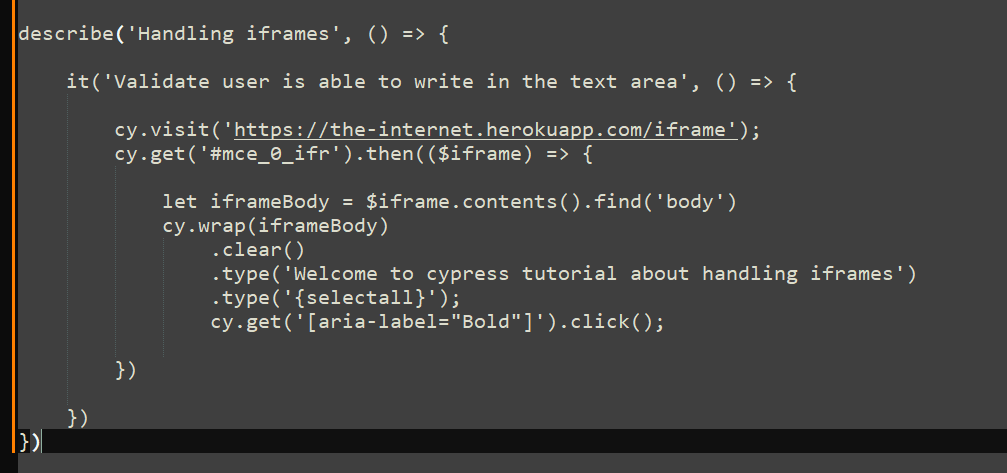 describe('Handling iframes', () => {
it('Validate user is able to write in the text area', () => {
cy.visit('https://the-internet.herokuapp.com/iframe');
cy.get('#mce_0_ifr').then(($iframe) => {
let iframeBody = $iframe.contents().find('body')
cy.wrap(iframeBody)
.clear()
.type('Welcome to cypress tutorial about handling iframes')
.type('{selectall}');
cy.get('[aria-label="Bold"]').click();
})
})
})